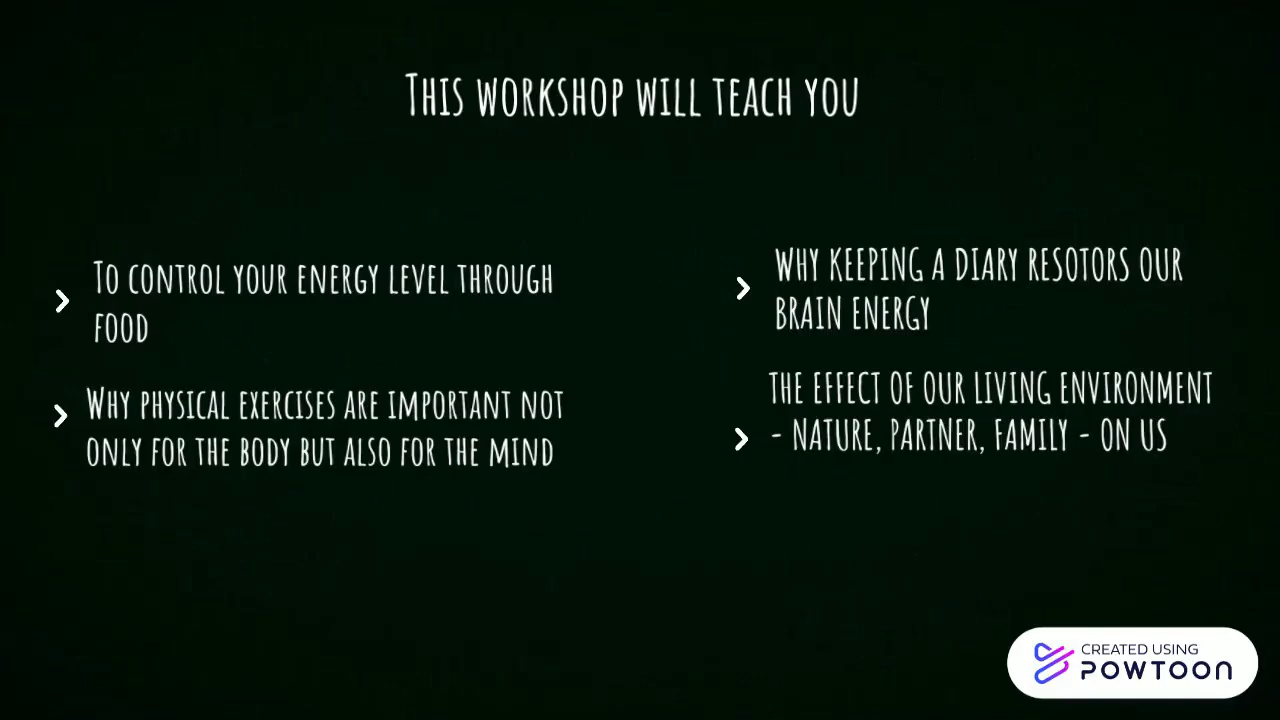 This workshop will teach you
To control your energy level through
food
Why physical exercises are important not
only for the body but also for the mind
WHY KEEPING A DIARY RESOTORS OUR
BRAIN ENERGY
THE EFFECT OF OUR LIVING ENVIRONMENT
- NATURE, PARTNER, FAMILY - ON US
CREATED USING
POWTOON